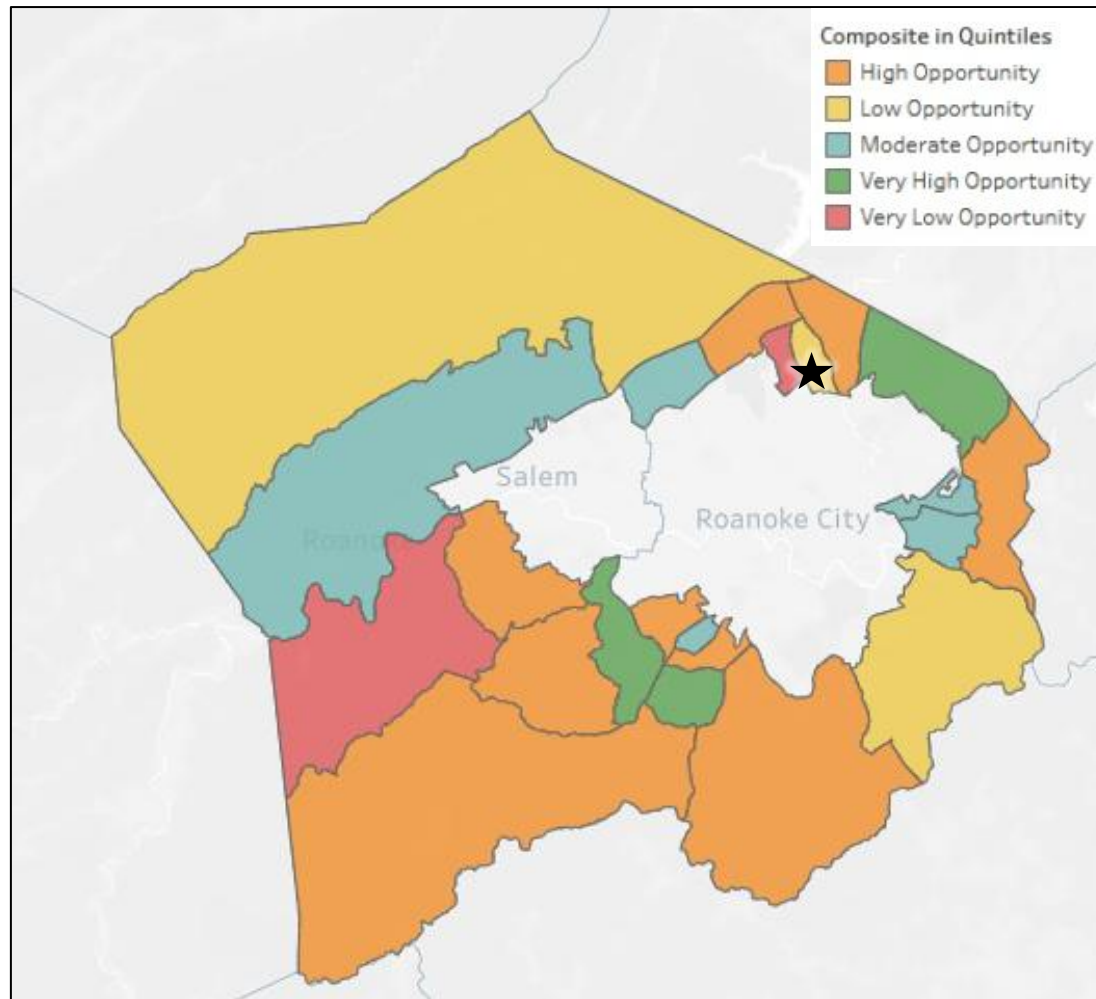 Composite in Quintiles
High Opportunity
Low Opportunity
Moderate Opportunity
Very High Opportunity
Very Low Opportunity
Salem
Roanoke City